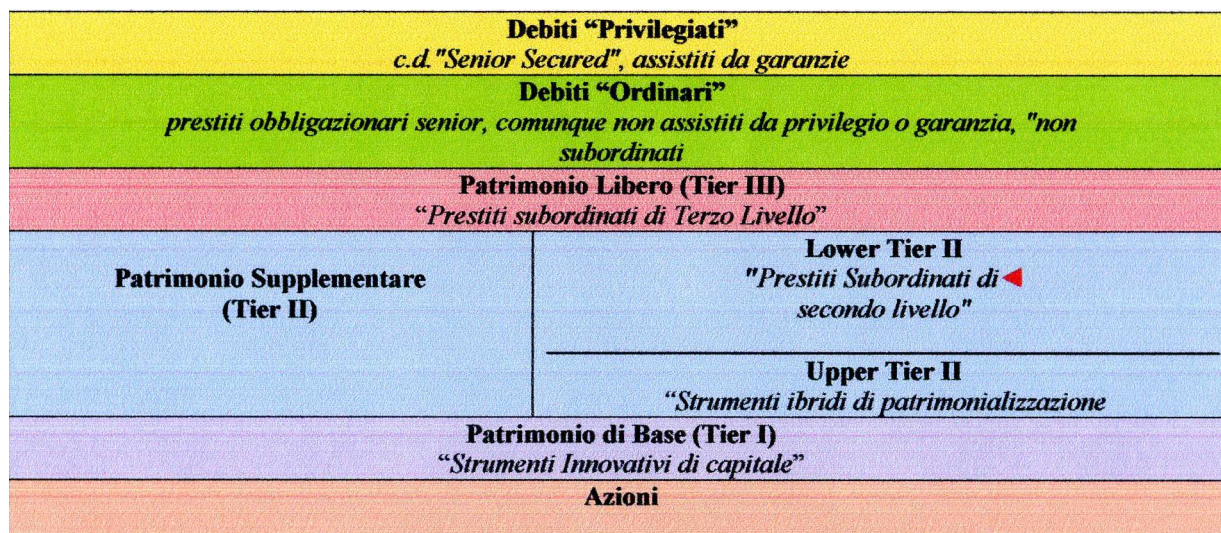 Debiti “Privilegiati”
c.d."Senior Secured", assistiti da garanzie
Debiti “Ordinari”
prestiti obbligazionari senior, comunque non assistiti da privilegio o garanzia, "non
subordinati
Patrimonio Libero (Tier III)
“Prestiti subordinati di Terzo Livello”
Patrimonio Supplementare
(Tier II)
Lower Tier II
"Prestiti Subordinati di
secondo livello"
Upper Tier II
“Strumenti ibridi di patrimonializzazione
Patrimonio di Base (Tier I)
“Strumenti Innovativi di capitale”
Azioni